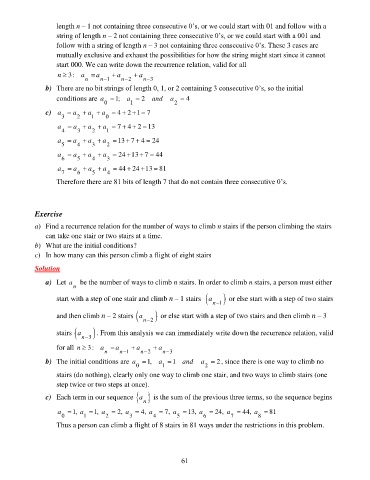 length n – 1 not containing three consecutive 0's, or we could start with 01 and follow with a
string of length n – 2 not containing three consecutive 0's, or we could start with a 001 and
follow with a string of length n – 3 not containing three consecutive 0's. These 3 cases are
mutually exclusive and exhaust the possibilities for how the string might start since it cannot
start 000. We can write down the recurrence relation, valid for all
n ≥ 3: a_n = a_{n−1} + a_{n−2} + a_{n−3}
b) There are no bit strings of length 0, 1, or 2 containing 3 consecutive 0's, so the initial
conditions are a_0 = 1, a_1 = 2 and a_2 = 4
c) a_3 = a_2 + a_1 + a_0 = 4 + 2 + 1 = 7
a_4 = a_3 + a_2 + a_1 = 7 + 4 + 2 = 13
a_5 = a_4 + a_3 + a_2 = 13 + 7 + 4 = 24
a_6 = a_5 + a_4 + a_3 = 24 + 13 + 7 = 44
a_7 = a_6 + a_5 + a_4 = 44 + 24 + 13 = 81
Therefore there are 81 bits of length 7 that do not contain three consecutive 0's.
Exercise
a) Find a recurrence relation for the number of ways to climb n stairs if the person climbing the stairs
can take one stair or two stairs at a time.
b) What are the initial conditions?
c) In how many can this person climb a flight of eight stairs
Solution
a) Let a_n be the number of ways to climb n stairs. In order to climb n stairs, a person must either
start with a step of one stair and climb n – 1 stairs {a_{n−1}} or else start with a step of two stairs
and then climb n – 2 stairs {a_{n−2}} or else start with a step of two stairs and then climb n – 3
stairs {a_{n−3}}. From this analysis we can immediately write down the recurrence relation, valid
for all n ≥ 3: a_n = a_{n−1} + a_{n−2} + a_{n−3}
b) The initial conditions are a_0 = 1, a_1 = 1 and a_2 = 2, since there is one way to climb no
stairs (do nothing), clearly only one way to climb one stair, and two ways to climb stairs (one
step twice or two steps at once).
c) Each term in our sequence {a_n} is the sum of the previous three terms, so the sequence begins
a_0 = 1, a_1 = 1, a_2 = 2, a_3 = 4, a_4 = 7, a_5 = 13, a_6 = 24, a_7 = 44, a_8 = 81
Thus a person can climb a flight of 8 stairs in 81 ways under the restrictions in this problem.
61